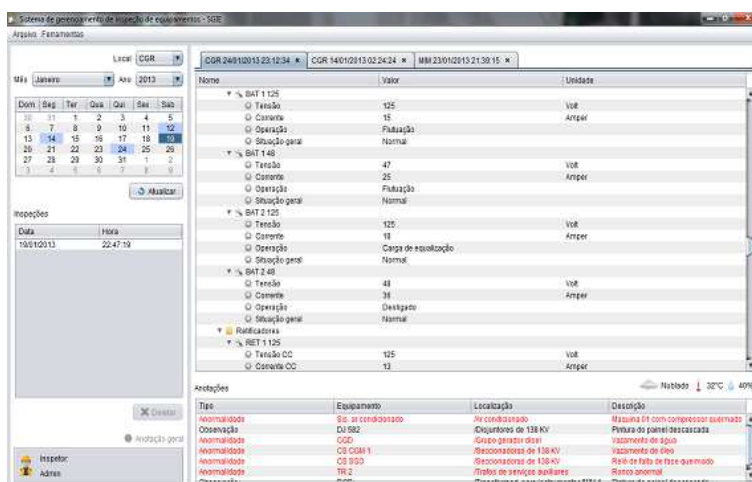 Sistema de gerenciamento de inspeção de equipamentos - SGIE
Arquivo Ferramentas
Local CGR
Mês Janeiro Ano 2013
Dom Seg Ter Qua Qui Sex Sab
30 31 1 2 3 4 5
6 7 8 9 10 11 12
13 14 15 16 17 18 19
20 21 22 23 24 25 26
27 28 29 30 31 1 2
3 4 5 6 7 8 9
Atualizar
Inspeções
Data Hora
19/01/2013 22:47:19
Deletar
Anotação geral
Inspetor:
Admin
CGR 24/01/2013 23:12:34 CGR 14/01/2013 02:24:24 MIM 23/01/2013 21:39:15
Nome Valor Unidade
BAT 1 125
Tensão 125 Volt
Corrente 15 Amper
Operação Flutuação
Situação geral Normal
BAT 1 48
Tensão 47 Volt
Corrente 25 Amper
Operação Flutuação
Situação geral Normal
BAT 2 125
Tensão 125 Volt
Corrente 18 Amper
Operação Carga de equalização
Situação geral Normal
BAT 2 48
Tensão 48 Volt
Corrente 36 Amper
Operação Desligado
Situação geral Normal
Retificadores
RET 1 125
Tensão CC 125 Volt
Corrente CC 13 Amper
Anotações
Nublado 32°C 40%
Tipo Equipamento Localização Descrição
Anormalidade Sis. ar condicionado /Ar condicionado Maquina 01 com compressor queimado
Observação DJ 582 /Disjuntores de 138 KV Pintura do painel descascada
Anormalidade GGD /Grupo gerador disel Vazamento de água
Anormalidade CS CGM 1 /Seccionadoras de 138 KV Vazamento de óleo
Anormalidade CS SGO /Seccionadoras de 138 KV Relé de falta de fase queimado
Anormalidade TR 2 /Trafos de serviços auxiliares Ronco anormal